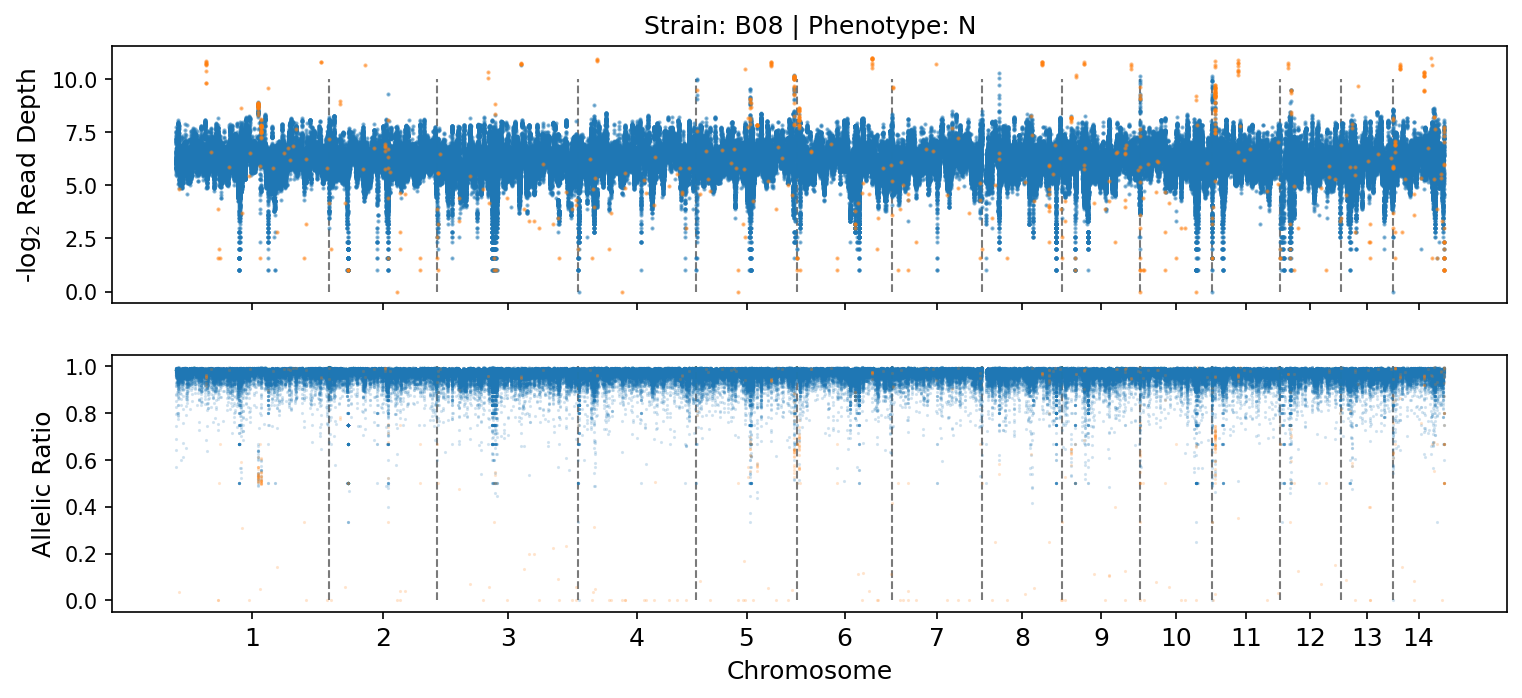 Strain: B08 | Phenotype: N
-log₂ Read Depth
10.0
7.5
5.0
2.5
0.0
Allelic Ratio
1.0
0.8
0.6
0.4
0.2
0.0
1 2 3 4 5 6 7 8 9 10 11 12 13 14
Chromosome